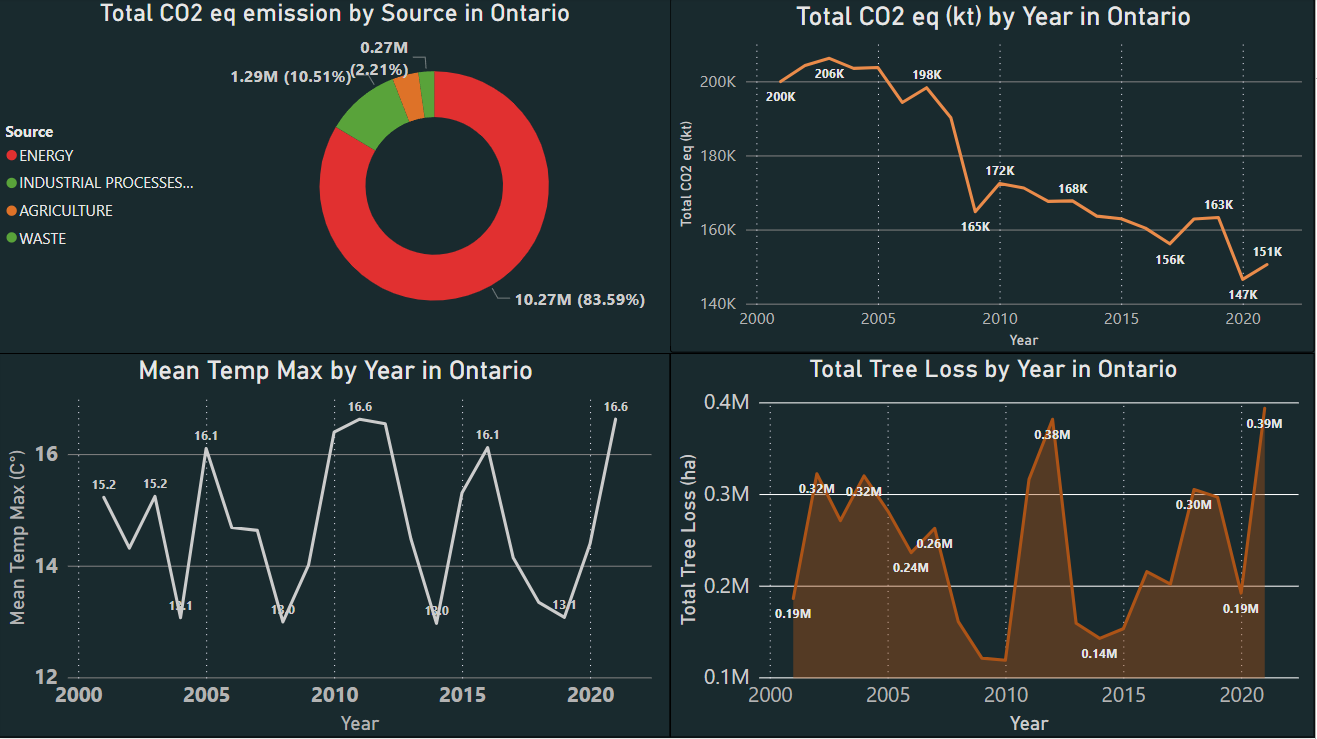 Total CO2 eq emission by Source in Ontario
0.27M
(2.21%)
1.29M (10.51%)
10.27M (83.59%)
Source
ENERGY
INDUSTRIAL PROCESSES...
AGRICULTURE
WASTE
Total CO2 eq (kt) by Year in Ontario
Total CO2 eq (kt)
200K
180K
160K
140K
200K
206K
198K
165K
172K
168K
156K
163K
147K
151K
2000 2005 2010 2015 2020
Year
Mean Temp Max by Year in Ontario
Mean Temp Max (C°)
16
14
12
15.2
15.2
13.1
16.1
13.0
16.6
13.0
16.1
13.1
16.6
2000 2005 2010 2015 2020
Year
Total Tree Loss by Year in Ontario
Total Tree Loss (ha)
0.4M
0.3M
0.2M
0.1M
0.19M
0.32M
0.32M
0.24M
0.26M
0.38M
0.14M
0.30M
0.19M
0.39M
2000 2005 2010 2015 2020
Year